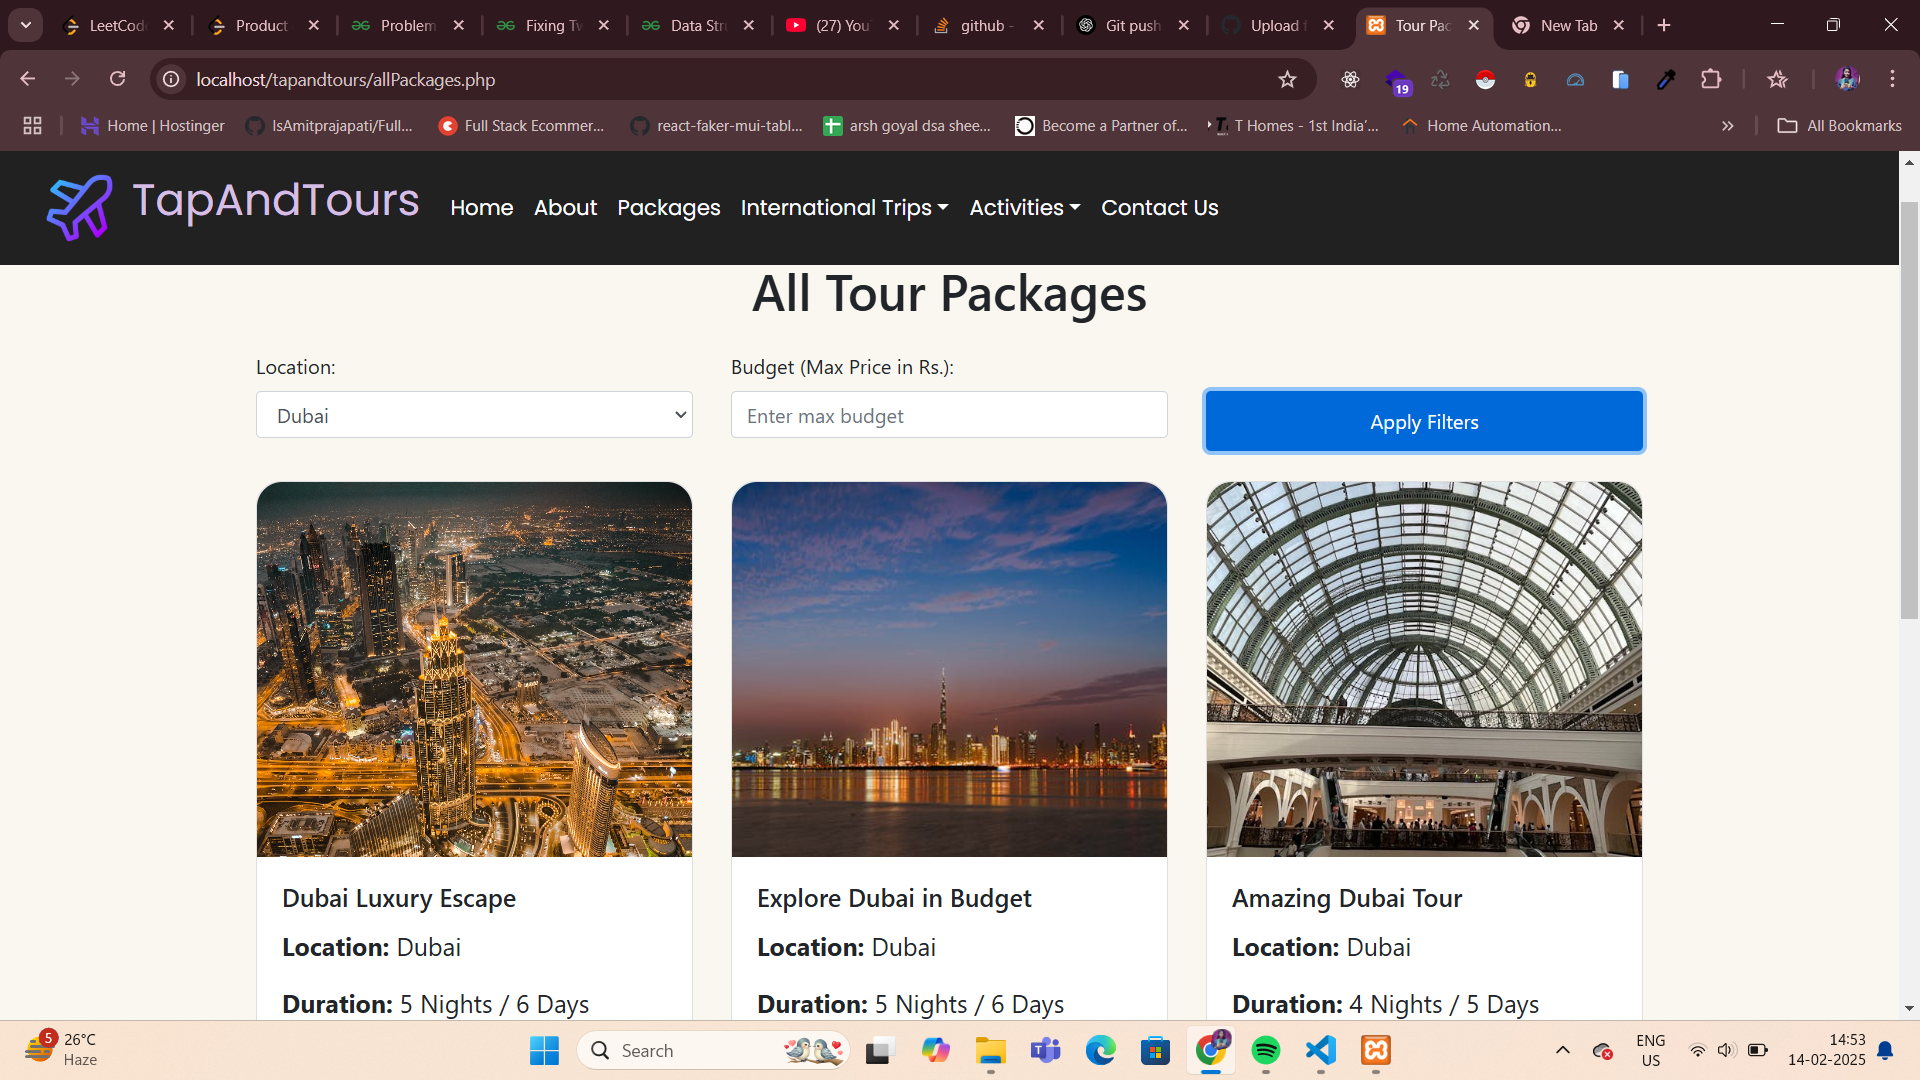 LeetCod
Product
Problem
Fixing Tw
Data Stru
(27) You
github -
Git push
Upload f
Tour Pac
New Tab
localhost/tapandtours/allPackages.php
19
Home | Hostinger
IsAmitprajapati/Full...
Full Stack Ecommer...
react-faker-mui-tabl...
arsh goyal dsa shee...
Become a Partner of...
T Homes - 1st India'...
Home Automation...
All Bookmarks
TapAndTours
Home
About
Packages
International Trips
Activities
Contact Us
All Tour Packages
Location:
Budget (Max Price in Rs.):
Dubai
Enter max budget
Apply Filters
Dubai Luxury Escape
Location: Dubai
Duration: 5 Nights / 6 Days
Explore Dubai in Budget
Location: Dubai
Duration: 5 Nights / 6 Days
Amazing Dubai Tour
Location: Dubai
Duration: 4 Nights / 5 Days
5
26°C
Haze
Search
ENG
US
14:53
14-02-2025